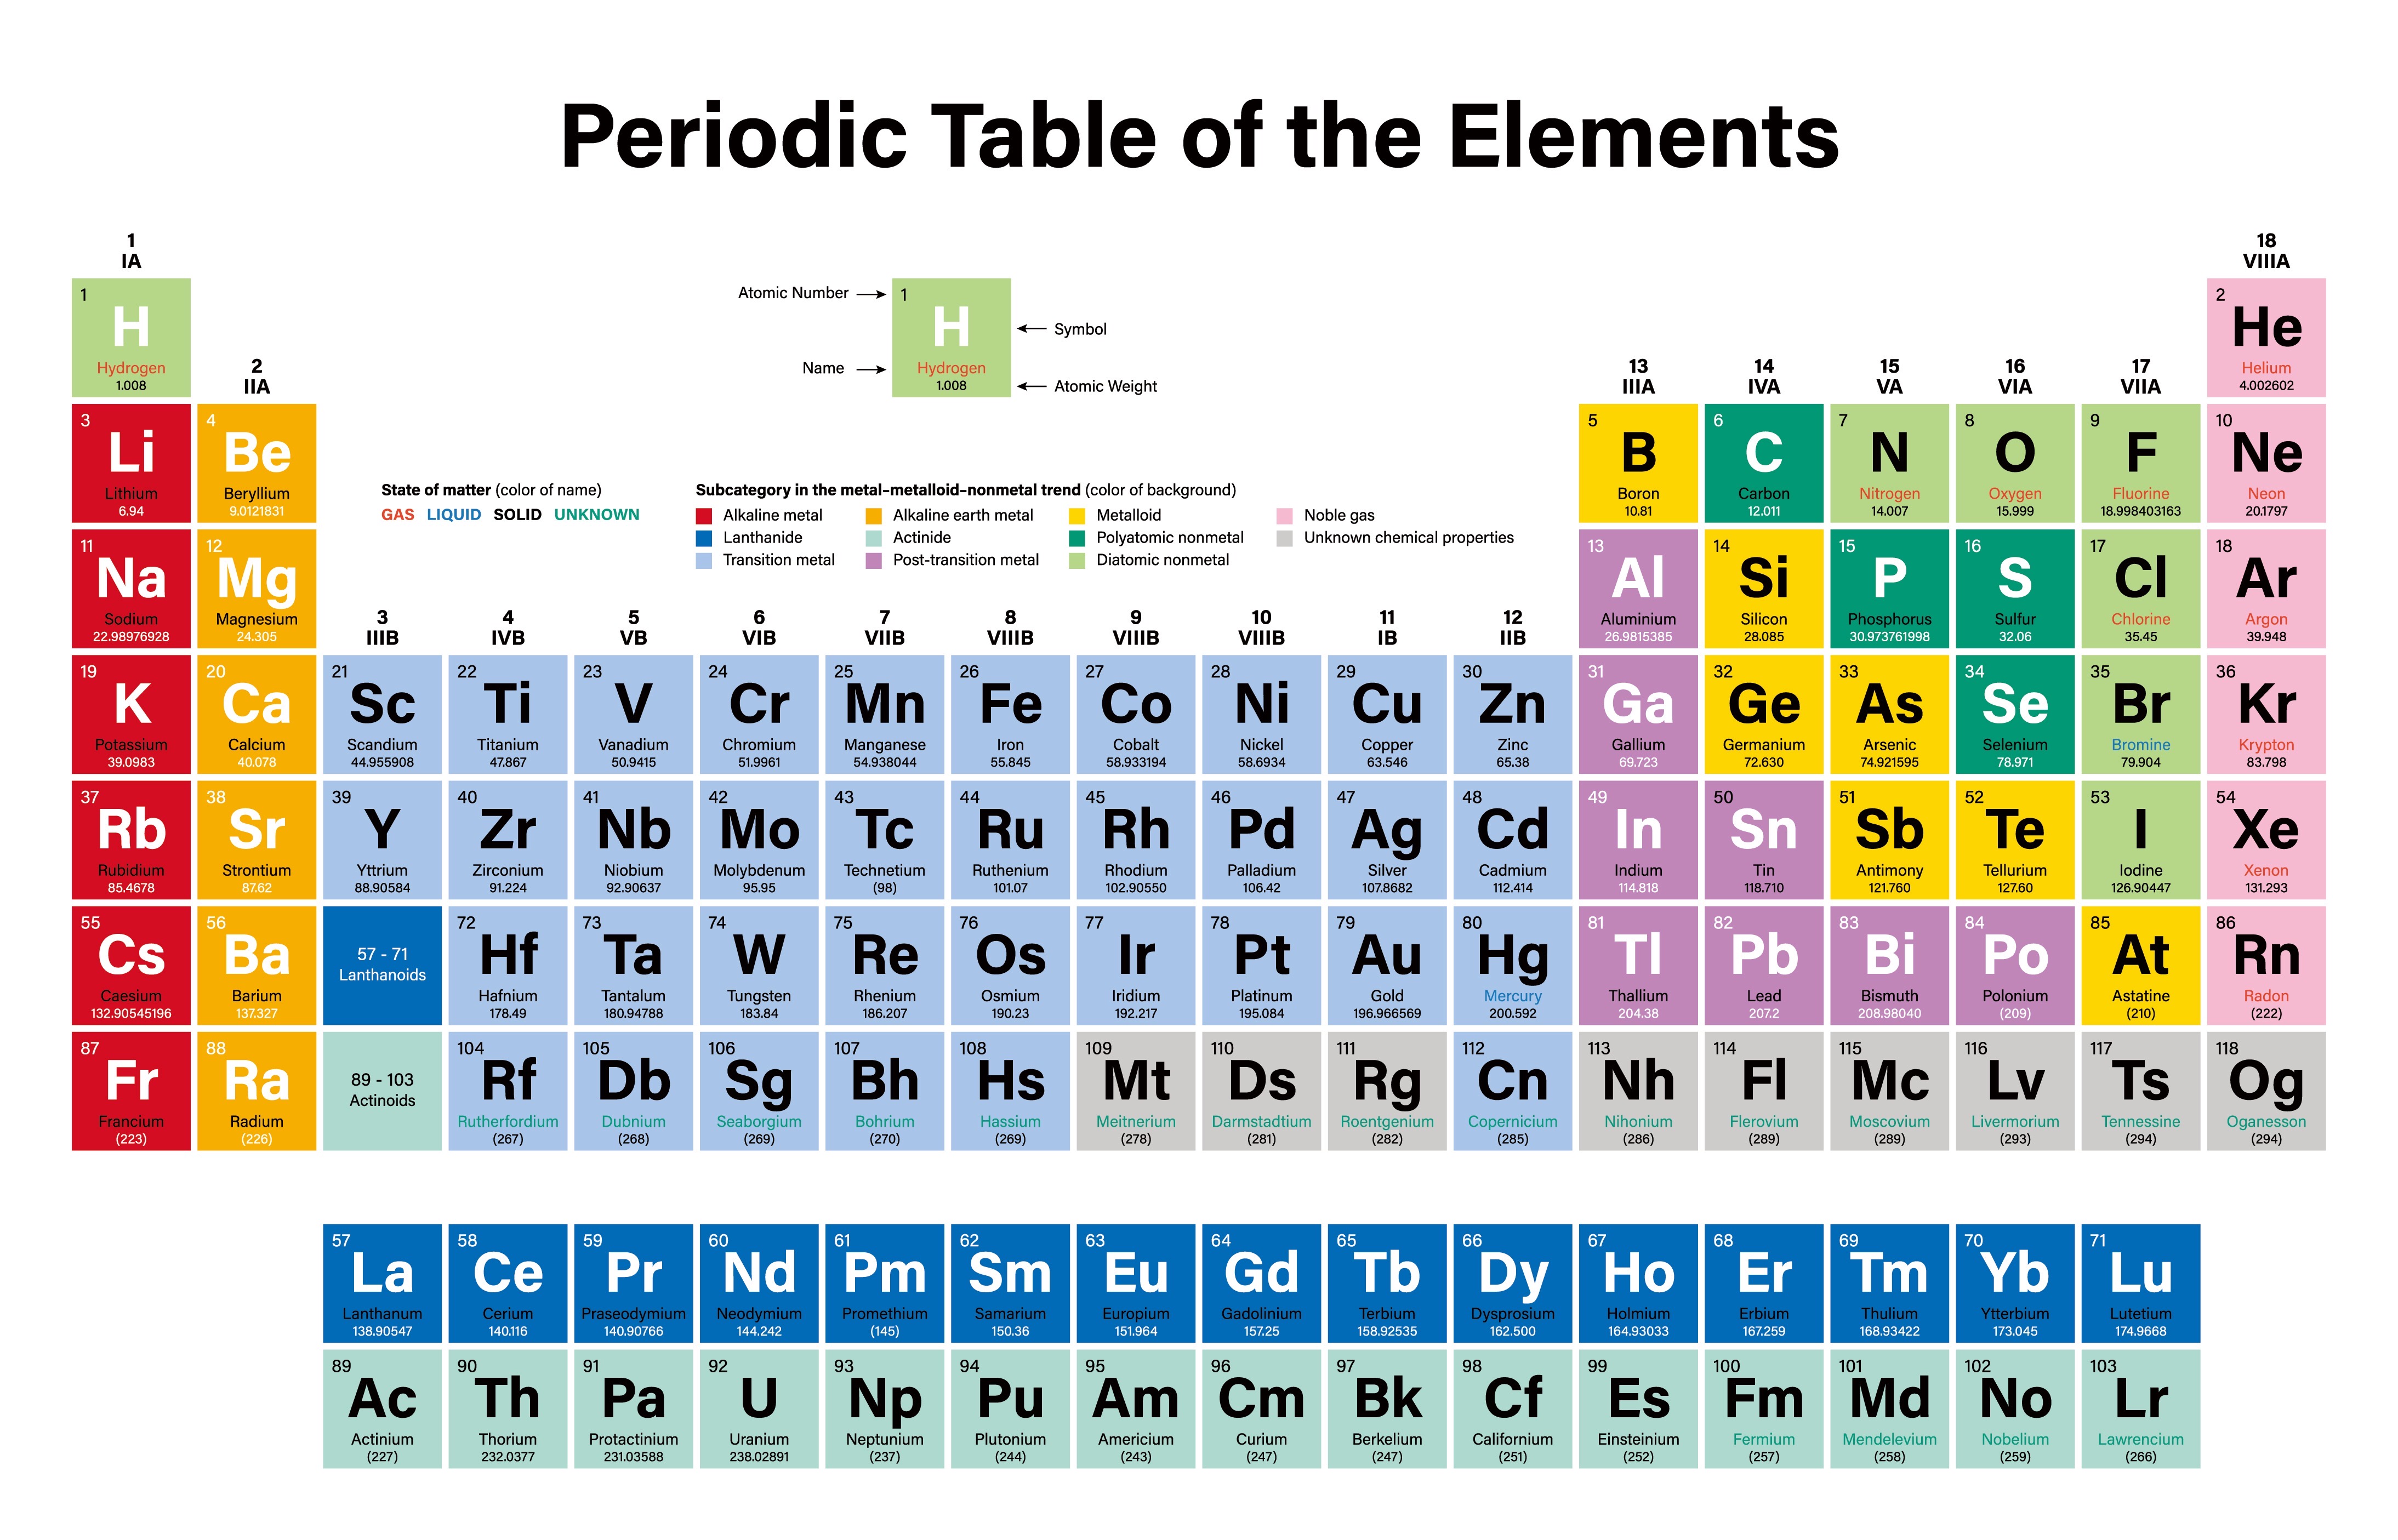 Periodic Table of the Elements
1 18
IA VIIIA
1 Atomic Number 1 2
H H Symbol He
Hydrogen Name Hydrogen Helium
1.008 1.008 Atomic Weight 4.002602
2 13 14 15 16 17
IIA IIIA IVA VA VIA VIIA
3 4 5 6 7 8 9 10
Li Be B C N O F Ne
Lithium Beryllium Boron Carbon Nitrogen Oxygen Fluorine Neon
6.94 9.0121831 10.81 12.011 14.007 15.999 18.998403163 20.1797
State of matter (color of name) Subcategory in the metal–metalloid–nonmetal trend (color of background)
GAS LIQUID SOLID UNKNOWN Alkaline metal Alkaline earth metal Metalloid Noble gas
Lanthanide Actinide Polyatomic nonmetal Unknown chemical properties
Transition metal Post-transition metal Diatomic nonmetal
11 12 13 14 15 16 17 18
Na Mg Al Si P S Cl Ar
Sodium Magnesium Aluminium Silicon Phosphorus Sulfur Chlorine Argon
22.98976928 24.305 26.9815385 28.085 30.973761998 32.06 35.45 39.948
3 4 5 6 7 8 9 10 11 12
IIIB IVB VB VIB VIIB VIIIB VIIIB VIIIB IB IIB
19 20 21 22 23 24 25 26 27 28 29 30 31 32 33 34 35 36
K Ca Sc Ti V Cr Mn Fe Co Ni Cu Zn Ga Ge As Se Br Kr
Potassium Calcium Scandium Titanium Vanadium Chromium Manganese Iron Cobalt Nickel Copper Zinc Gallium Germanium Arsenic Selenium Bromine Krypton
39.0983 40.078 44.955908 47.867 50.9415 51.9961 54.938044 55.845 58.933194 58.6934 63.546 65.38 69.723 72.630 74.921595 78.971 79.904 83.798
37 38 39 40 41 42 43 44 45 46 47 48 49 50 51 52 53 54
Rb Sr Y Zr Nb Mo Tc Ru Rh Pd Ag Cd In Sn Sb Te I Xe
Rubidium Strontium Yttrium Zirconium Niobium Molybdenum Technetium Ruthenium Rhodium Palladium Silver Cadmium Indium Tin Antimony Tellurium Iodine Xenon
85.4678 87.62 88.90584 91.224 92.90637 95.95 (98) 101.07 102.90550 106.42 107.8682 112.414 114.818 118.710 121.760 127.60 126.90447 131.293
55 56 57 - 71 72 73 74 75 76 77 78 79 80 81 82 83 84 85 86
Cs Ba Lanthanoids Hf Ta W Re Os Ir Pt Au Hg Tl Pb Bi Po At Rn
Caesium Barium Hafnium Tantalum Tungsten Rhenium Osmium Iridium Platinum Gold Mercury Thallium Lead Bismuth Polonium Astatine Radon
132.90545196 137.327 178.49 180.94788 183.84 186.207 190.23 192.217 195.084 196.966569 200.592 204.38 207.2 208.98040 (209) (210) (222)
87 88 89 - 103 104 105 106 107 108 109 110 111 112 113 114 115 116 117 118
Fr Ra Actinoids Rf Db Sg Bh Hs Mt Ds Rg Cn Nh Fl Mc Lv Ts Og
Francium Radium Rutherfordium Dubnium Seaborgium Bohrium Hassium Meitnerium Darmstadtium Roentgenium Copernicium Nihonium Flerovium Moscovium Livermorium Tennessine Oganesson
(223) (226) (267) (268) (269) (270) (269) (278) (281) (282) (285) (286) (289) (289) (293) (294) (294)
57 58 59 60 61 62 63 64 65 66 67 68 69 70 71
La Ce Pr Nd Pm Sm Eu Gd Tb Dy Ho Er Tm Yb Lu
Lanthanum Cerium Praseodymium Neodymium Promethium Samarium Europium Gadolinium Terbium Dysprosium Holmium Erbium Thulium Ytterbium Lutetium
138.90547 140.116 140.90766 144.242 (145) 150.36 151.964 157.25 158.92535 162.500 164.93033 167.259 168.93422 173.045 174.9668
89 90 91 92 93 94 95 96 97 98 99 100 101 102 103
Ac Th Pa U Np Pu Am Cm Bk Cf Es Fm Md No Lr
Actinium Thorium Protactinium Uranium Neptunium Plutonium Americium Curium Berkelium Californium Einsteinium Fermium Mendelevium Nobelium Lawrencium
(227) 232.0377 231.03588 238.02891 (237) (244) (243) (247) (247) (251) (252) (257) (258) (259) (266)